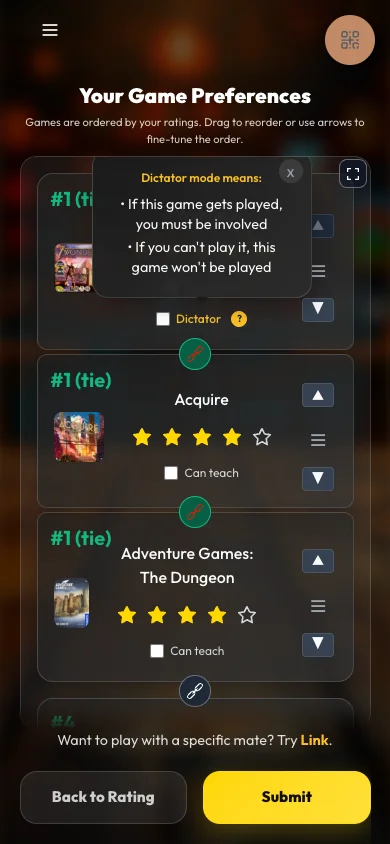 Your Game Preferences
Games are ordered by your ratings. Drag to reorder or use arrows to
fine-tune the order.
#1 (ti
Dictator mode means:
x
• If this game gets played,
you must be involved
• If you can't play it, this
game won't be played
Dictator ?
#1 (tie)
Acquire
ACQUIRE
Can teach
#1 (tie)
Adventure Games:
The Dungeon
Can teach
#4
Want to play with a specific mate? Try Link.
Back to Rating
Submit